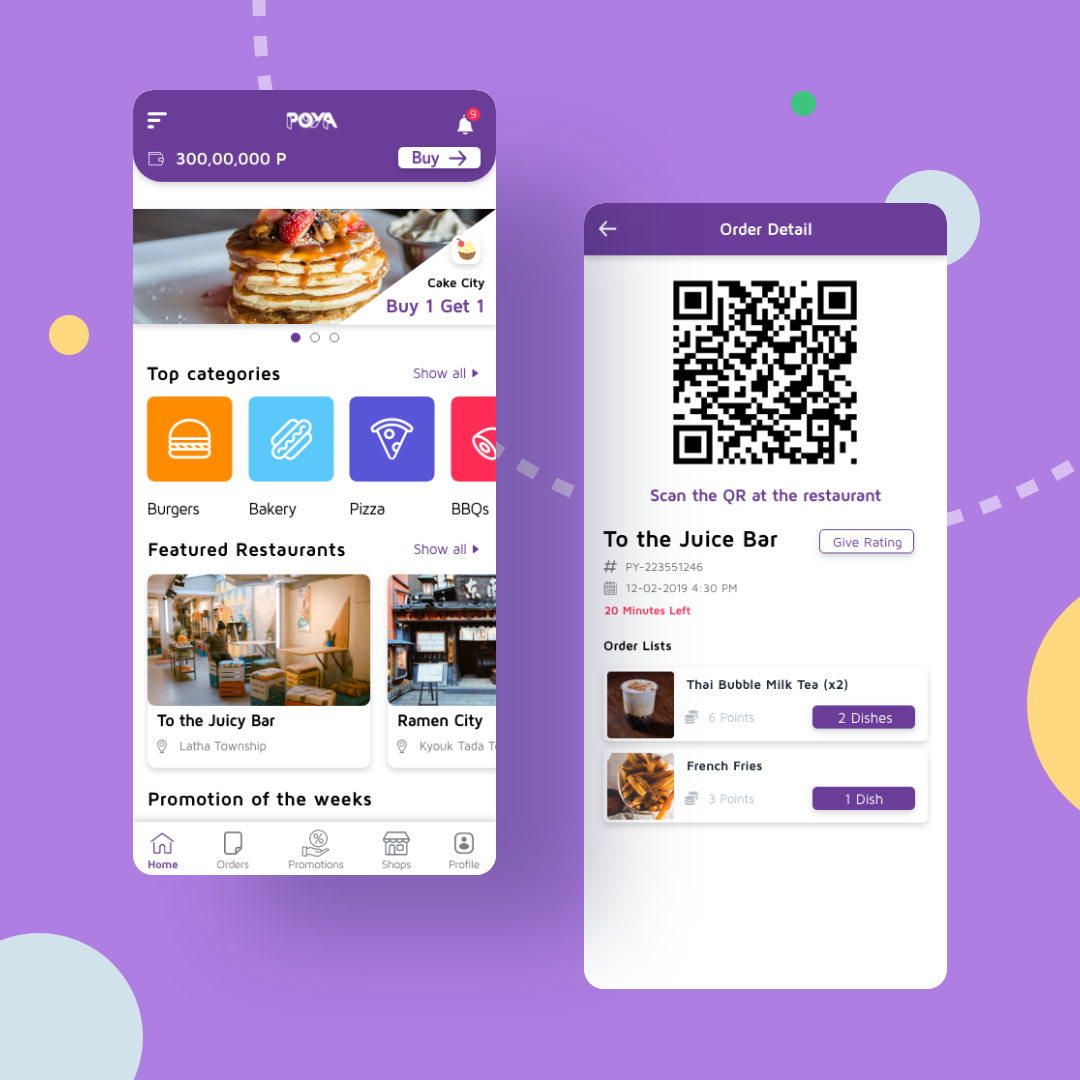 POYA
9
300,00,000 P
Buy
Cake City
Buy 1 Get 1
Top categories
Show all
Burgers
Bakery
Pizza
BBQs
Featured Restaurants
Show all
To the Juicy Bar
Latha Township
Ramen City
Kyouk Tada T
Promotion of the weeks
Home
Orders
Promotions
Shops
Profile
Order Detail
Scan the QR at the restaurant
To the Juice Bar
Give Rating
# PY-223551246
12-02-2019 4:30 PM
20 Minutes Left
Order Lists
Thai Bubble Milk Tea (x2)
6 Points
2 Dishes
French Fries
3 Points
1 Dish